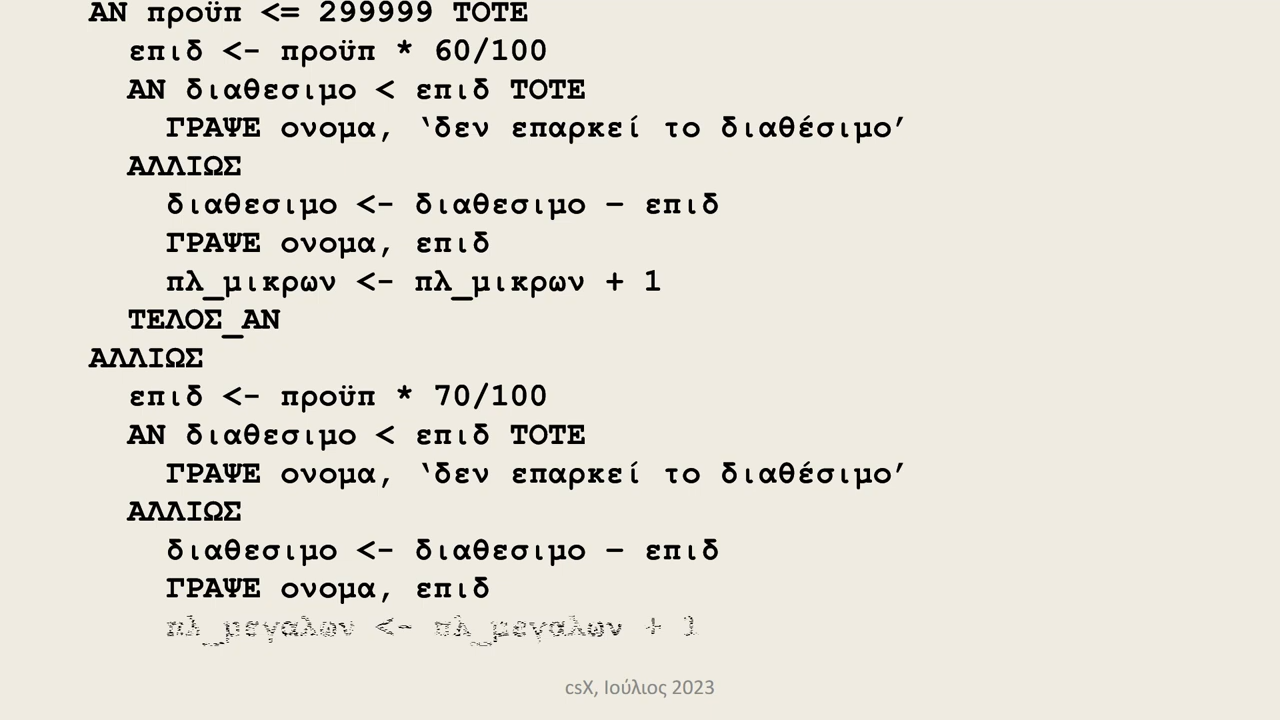 ΑΝ προϋπ <= 299999 ΤΟΤΕ
επιδ <- προϋπ * 60/100
ΑΝ διαθεσιμο < επιδ ΤΟΤΕ
ΓΡΑΨΕ ονομα, ‘δεν επαρκεί το διαθέσιμο’
ΑΛΛΙΩΣ
διαθεσιμο <- διαθεσιμο – επιδ
ΓΡΑΨΕ ονομα, επιδ
πλ_μικρων <- πλ_μικρων + 1
ΤΕΛΟΣ_ΑΝ
ΑΛΛΙΩΣ
επιδ <- προϋπ * 70/100
ΑΝ διαθεσιμο < επιδ ΤΟΤΕ
ΓΡΑΨΕ ονομα, ‘δεν επαρκεί το διαθέσιμο’
ΑΛΛΙΩΣ
διαθεσιμο <- διαθεσιμο – επιδ
ΓΡΑΨΕ ονομα, επιδ
πλ_μεγαλων <- πλ_μεγαλων + 1
csX, Ιούλιος 2023